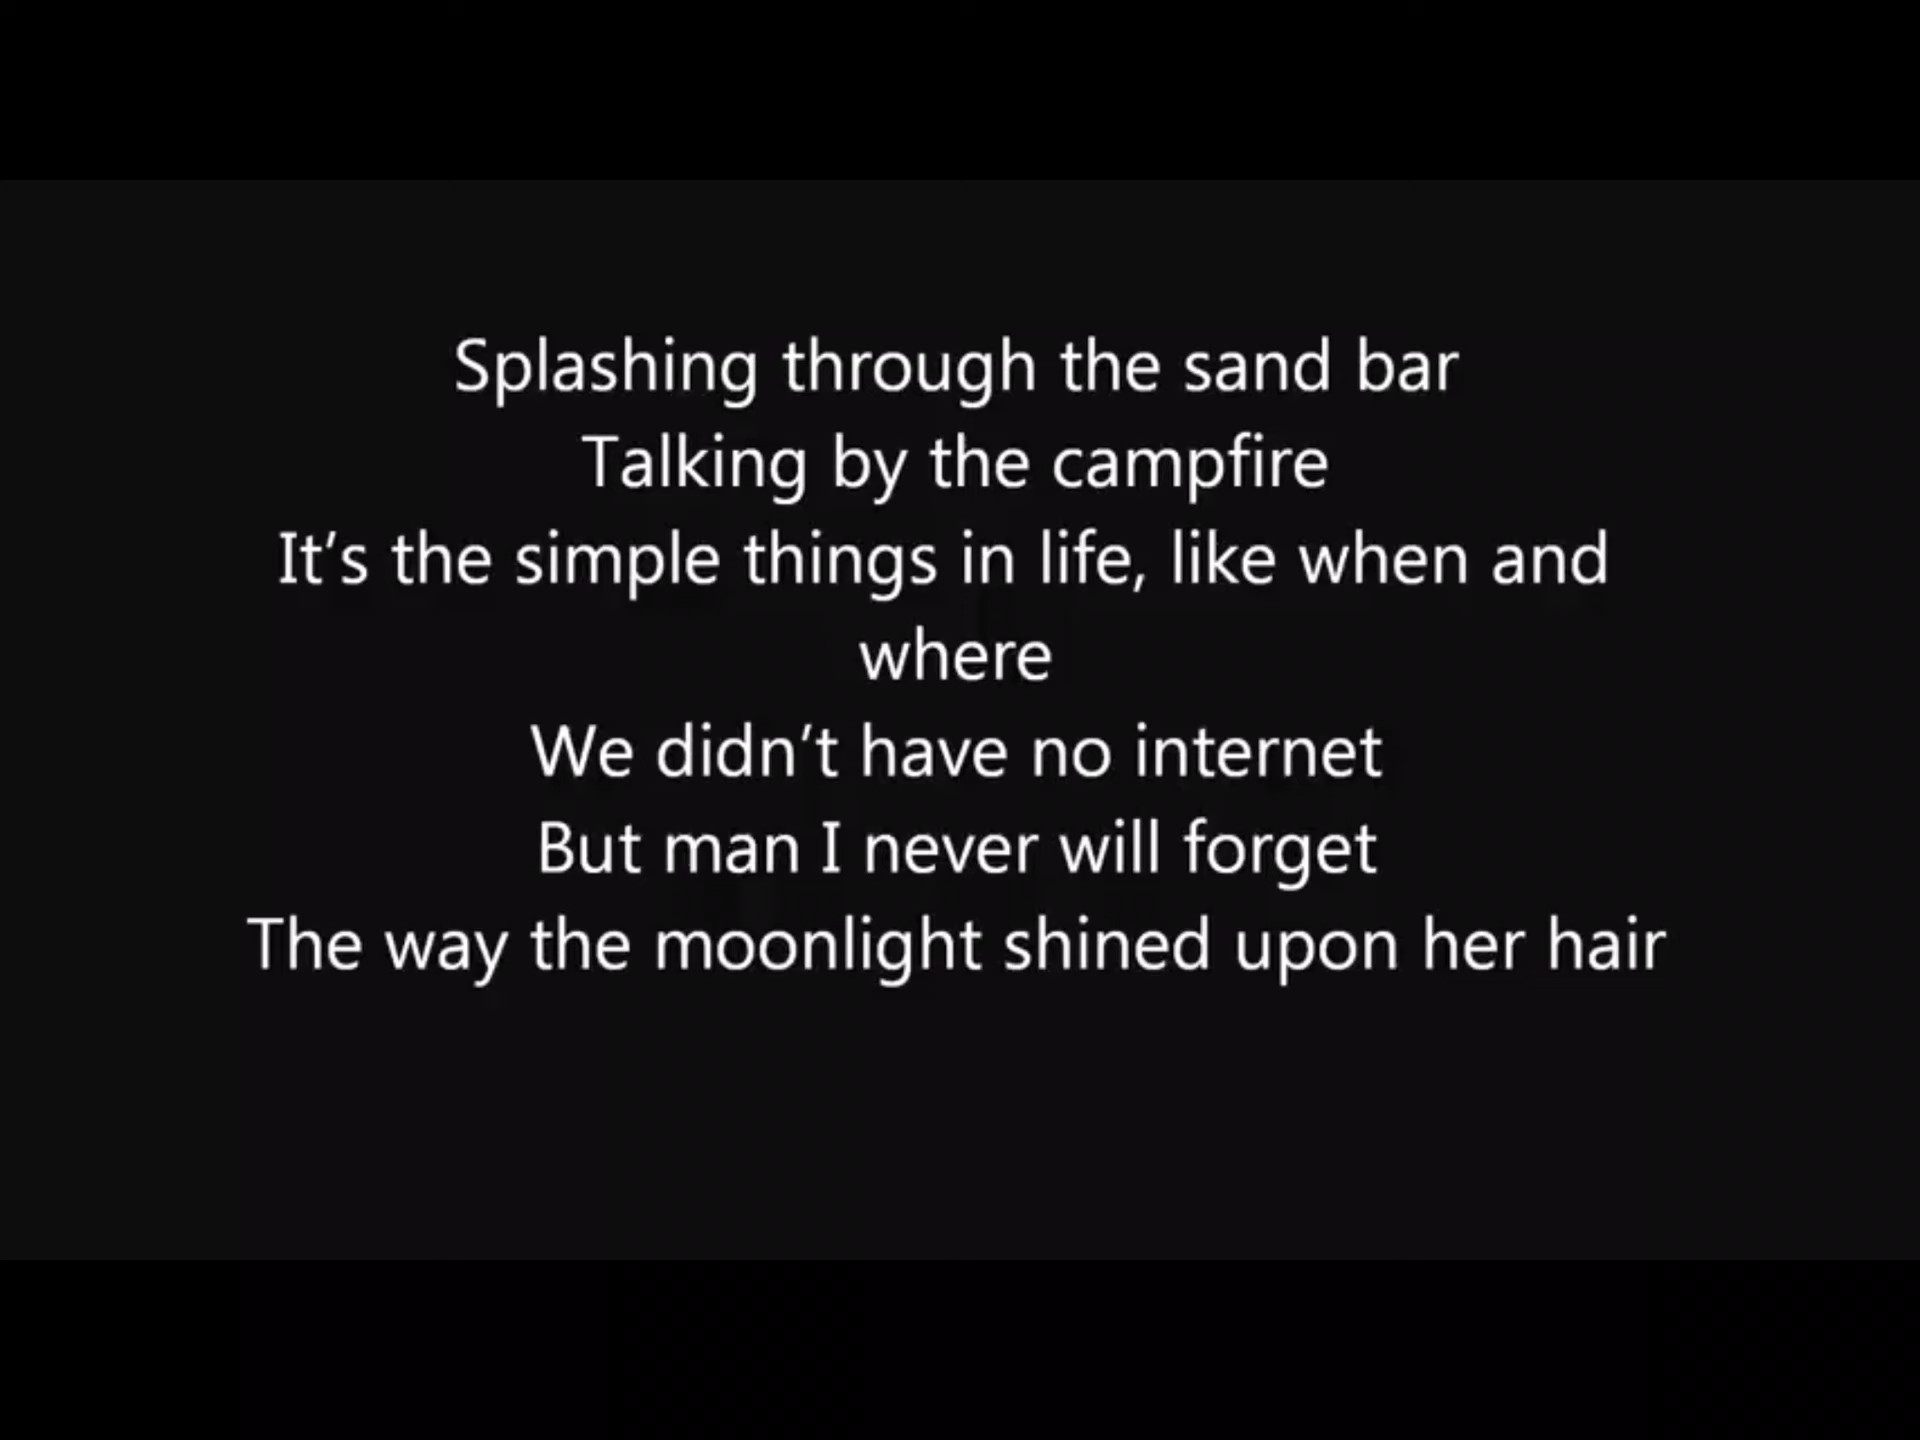 Splashing through the sand bar
Talking by the campfire
It’s the simple things in life, like when and
where
We didn’t have no internet
But man I never will forget
The way the moonlight shined upon her hair